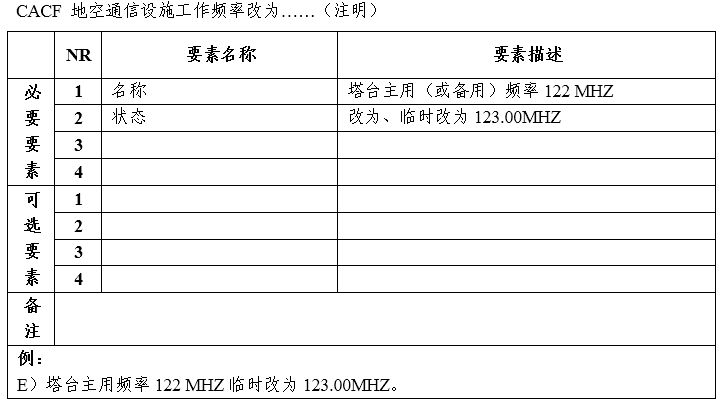 CACF 地空通信设施工作频率改为……（注明）
NR 要素名称 要素描述
必要要素
1 名称 塔台主用（或备用）频率 122 MHZ
2 状态 改为、临时改为 123.00MHZ
3
4
可选要素
1
2
3
4
备注
例：
E）塔台主用频率 122 MHZ 临时改为 123.00MHZ。